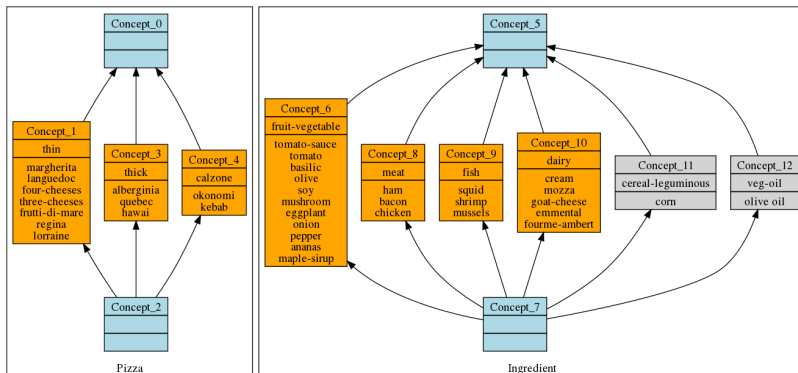 Concept_0
Concept_1
thin
margherita
languedoc
four-cheeses
three-cheeses
frutti-di-mare
regina
lorraine
Concept_3
thick
alberginia
quebec
hawai
Concept_4
calzone
okonomi
kebab
Concept_2
Pizza
Concept_5
Concept_6
fruit-vegetable
tomato-sauce
tomato
basilic
olive
soy
mushroom
eggplant
onion
pepper
ananas
maple-sirup
Concept_8
meat
ham
bacon
chicken
Concept_9
fish
squid
shrimp
mussels
Concept_10
dairy
cream
mozza
goat-cheese
emmental
fourme-ambert
Concept_11
cereal-leguminous
corn
Concept_12
veg-oil
olive oil
Concept_7
Ingredient